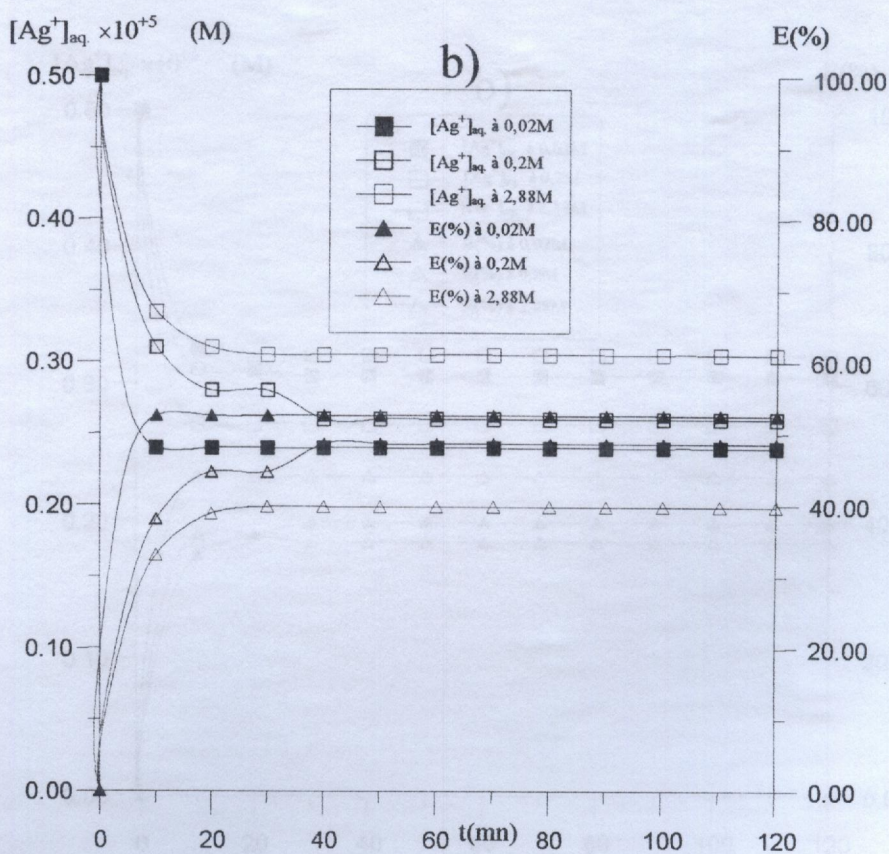 [Ag⁺]aq. ×10⁺⁵ (M)
b)
E(%)
[Ag⁺]aq. à 0,02M
[Ag⁺]aq. à 0,2M
[Ag⁺]aq. à 2,88M
E(%) à 0,02M
E(%) à 0,2M
E(%) à 2,88M
0.50
0.40
0.30
0.20
0.10
0.00
100.00
80.00
60.00
40.00
20.00
0.00
0 20 40 60 80 100 120
t(mn)